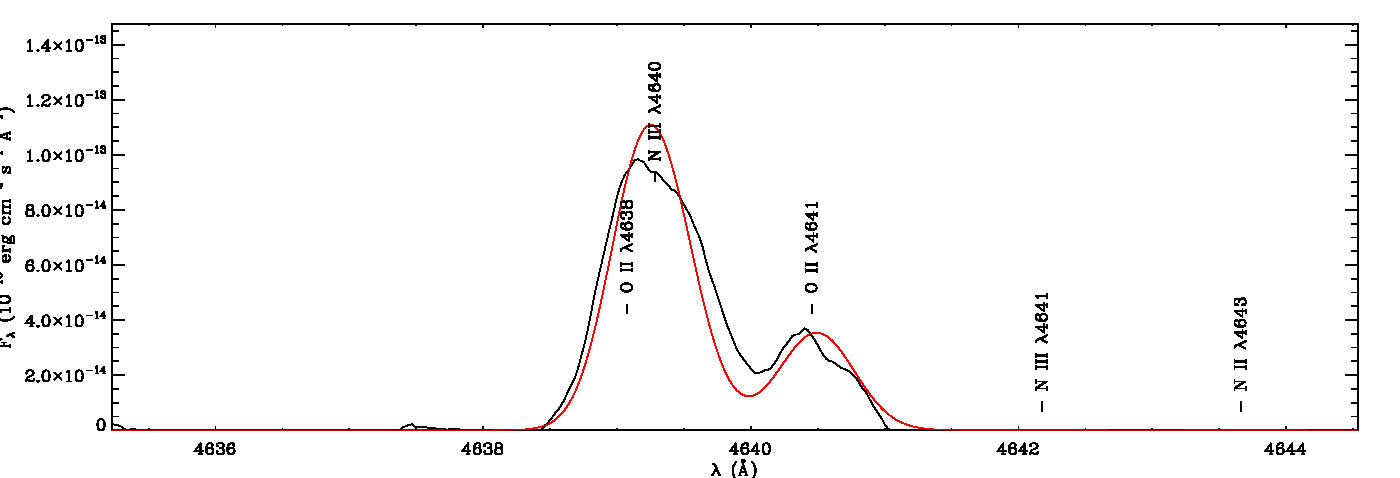 1.4×10⁻¹³
1.2×10⁻¹³
1.0×10⁻¹³
8.0×10⁻¹⁴
6.0×10⁻¹⁴
4.0×10⁻¹⁴
2.0×10⁻¹⁴
0
N III λ4640
O II λ4638
O II λ4641
N III λ4641
N II λ4643
4636 4638 4640 4642 4644
λ (Å)
erg cm